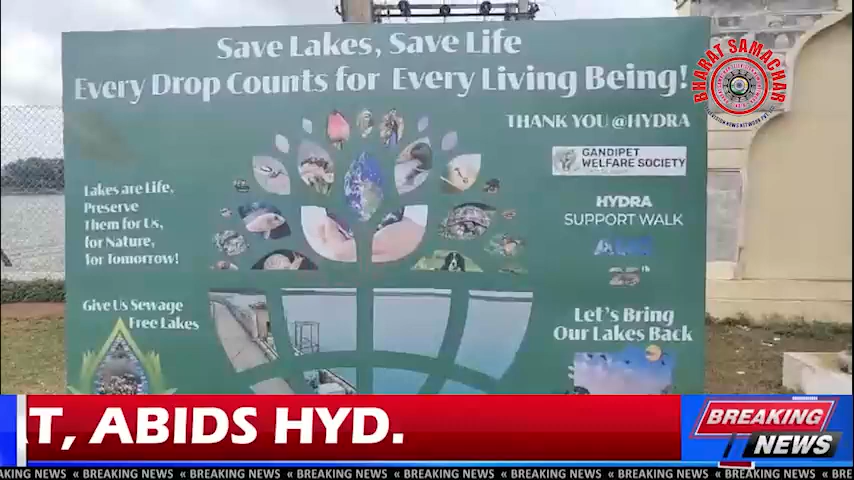 Save Lakes, Save Life
Every Drop Counts for Every Living Being!
BHARAT SAMACHAR
THANK YOU @HYDRA
GANDIPET
WELFARE SOCIETY
Lakes are Life,
Preserve
Them for Us,
for Nature,
for Tomorrow!
HYDRA
SUPPORT WALK
Give Us Sewage
Free Lakes
Let's Bring
Our Lakes Back
T, ABIDS HYD.
BREAKING
NEWS
KING NEWS « BREAKING NEWS « BREAKING NEWS « BREAKING NEWS « BREAKING NEWS « BREAKING NEWS « BREAKING NEWS « BREAKING NEWS « BRE